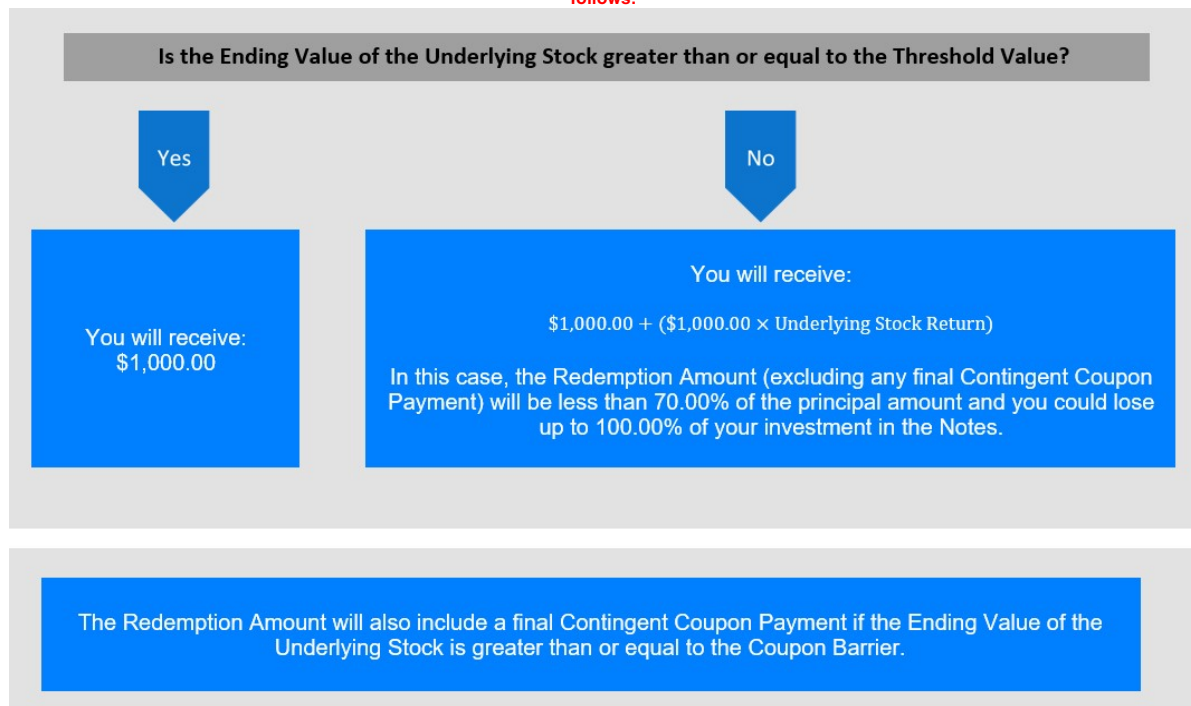 follows:
Is the Ending Value of the Underlying Stock greater than or equal to the Threshold Value?
Yes
No
You will receive:
$1,000.00
You will receive:
$1,000.00 + ($1,000.00 × Underlying Stock Return)
In this case, the Redemption Amount (excluding any final Contingent Coupon
Payment) will be less than 70.00% of the principal amount and you could lose
up to 100.00% of your investment in the Notes.
The Redemption Amount will also include a final Contingent Coupon Payment if the Ending Value of the
Underlying Stock is greater than or equal to the Coupon Barrier.